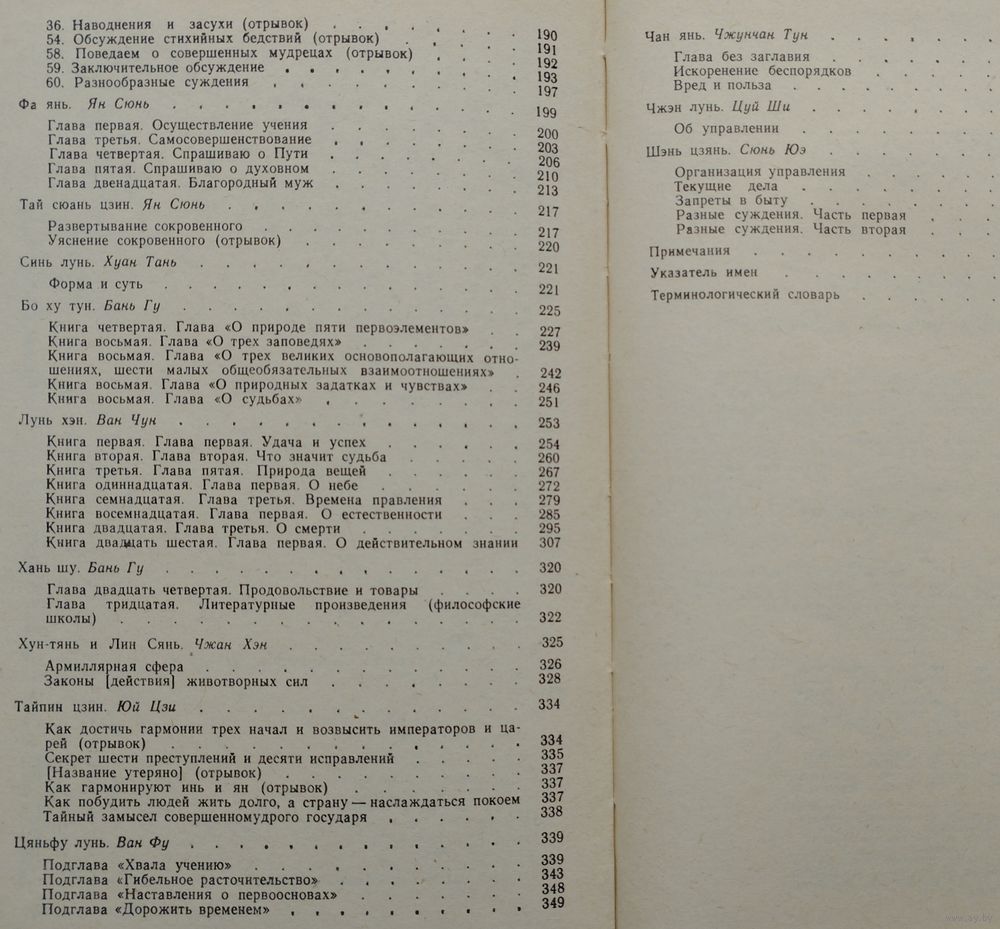 36. Наводнения и засухи (отрывок) . . . . . . 190
54. Обсуждение стихийных бедствий (отрывок) . . . 191
58. Поведаем о совершенных мудрецах (отрывок) . . . 192
59. Заключительное обсуждение . . . . . . . 193
60. Разнообразные суждения . . . . . . . 197
Фа янь. Ян Сюнь . . . . . . . . . . 199
Глава первая. Осуществление учения . . . . . 200
Глава третья. Самосовершенствование . . . . . 203
Глава четвертая. Спрашиваю о Пути . . . . . 206
Глава пятая. Спрашиваю о духовном . . . . . 210
Глава двенадцатая. Благородный муж . . . . . 213
Тай сюань цзин. Ян Сюнь . . . . . . . . 217
Развертывание сокровенного . . . . . . . 217
Уяснение сокровенного (отрывок) . . . . . . 220
Синь лунь. Хуан Тань . . . . . . . . . 221
Форма и суть . . . . . . . . . . 221
Бо ху тун. Бань Гу . . . . . . . . . . 225
Книга четвертая. Глава «О природе пяти первоэлементов» . . 227
Книга восьмая. Глава «О трех заповедях» . . . . . 239
Книга восьмая. Глава «О трех великих основополагающих отно-
шениях, шести малых общеобязательных взаимоотношениях» . 242
Книга восьмая. Глава «О природных задатках и чувствах» . . 246
Книга восьмая. Глава «О судьбах» . . . . . . 251
Лунь хэн. Ван Чун . . . . . . . . . . 253
Книга первая. Глава первая. Удача и успех . . . . . 254
Книга вторая. Глава вторая. Что значит судьба . . . . 260
Книга третья. Глава пятая. Природа вещей . . . . . 267
Книга одиннадцатая. Глава первая. О небе . . . . . 272
Книга семнадцатая. Глава третья. Времена правления . . . 279
Книга восемнадцатая. Глава первая. О естественности . . . 285
Книга двадцатая. Глава третья. О смерти . . . . . 295
Книга двадцать шестая. Глава первая. О действительном знании 307
Хань шу. Бань Гу . . . . . . . . . . 320
Глава двадцать четвертая. Продовольствие и товары . . . . 320
Глава тридцатая. Литературные произведения (философские
школы) . . . . . . . . . . . 322
Хун-тянь и Лин Сянь. Чжан Хэн . . . . . . . 325
Армиллярная сфера . . . . . . . . . 326
Законы [действия] животворных сил . . . . . . 328
Тайпин цзин. Юй Цзи . . . . . . . . . 334
Как достичь гармонии трех начал и возвысить императоров и ца-
рей (отрывок) . . . . . . . . . . 334
Секрет шести преступлений и десяти исправлений . . . . 335
[Название утеряно] (отрывок) . . . . . . . 337
Как гармонируют инь и ян (отрывок) . . . . . . 337
Как побудить людей жить долго, а страну — наслаждаться покоем 337
Тайный замысел совершенномудрого государя . . . . . 338
Цяньфу лунь. Ван Фу . . . . . . . . . 339
Подглава «Хвала учению» . . . . . . . . 339
Подглава «Гибельное расточительство» . . . . . . 343
Подглава «Наставления о первоосновах» . . . . . 348
Подглава «Дорожить временем» . . . . . . . 349
Чан янь. Чжунчан Тун . . . . .
Глава без заглавия . . . . .
Искоренение беспорядков . . . .
Вред и польза . . . . . .
Чжэн лунь. Цуй Ши . . . . .
Об управлении . . . . . .
Шэнь цзянь. Сюнь Юэ . . . . .
Организация управления . . . .
Текущие дела . . . . . .
Запреты в быту . . . . . .
Разные суждения. Часть первая . . .
Разные суждения. Часть вторая . . .
Примечания . . . . . . .
Указатель имен . . . . . .
Терминологический словарь . . . .
www.ay.by